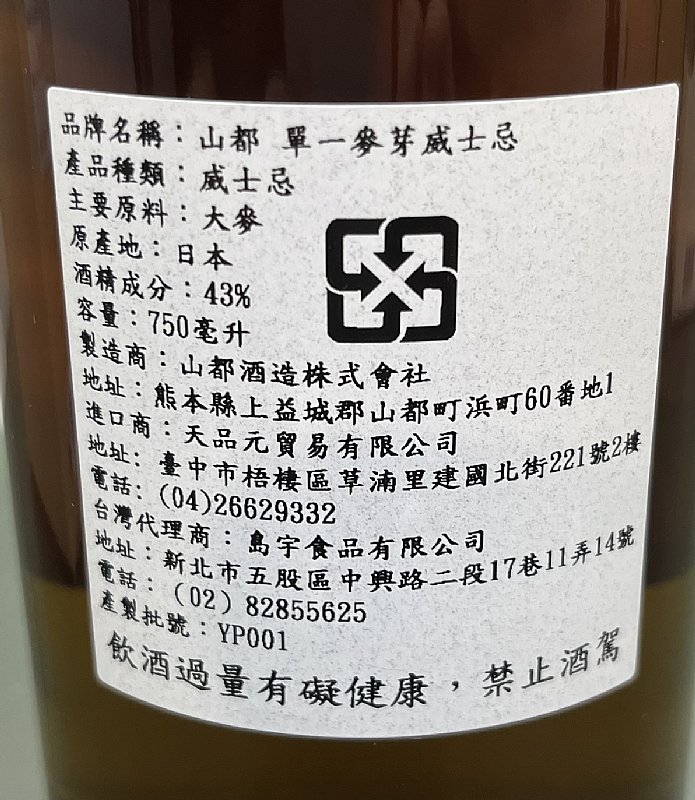 品牌名稱：山都 單一麥芽威士忌
產品種類：威士忌
主要原料：大麥
原產地：日本
酒精成分：43%
容量：750毫升
製造商：山都酒造株式會社
地址：熊本縣上益城郡山都町浜町60番地1
進口商：天品元貿易有限公司
地址：臺中市梧棲區草湳里建國北街221號2樓
電話：(04)26629332
台灣代理商：島宇食品有限公司
地址：新北市五股區中興路二段17巷11弄14號
電話：(02) 82855625
產製批號：YP001
飲酒過量有礙健康，禁止酒駕